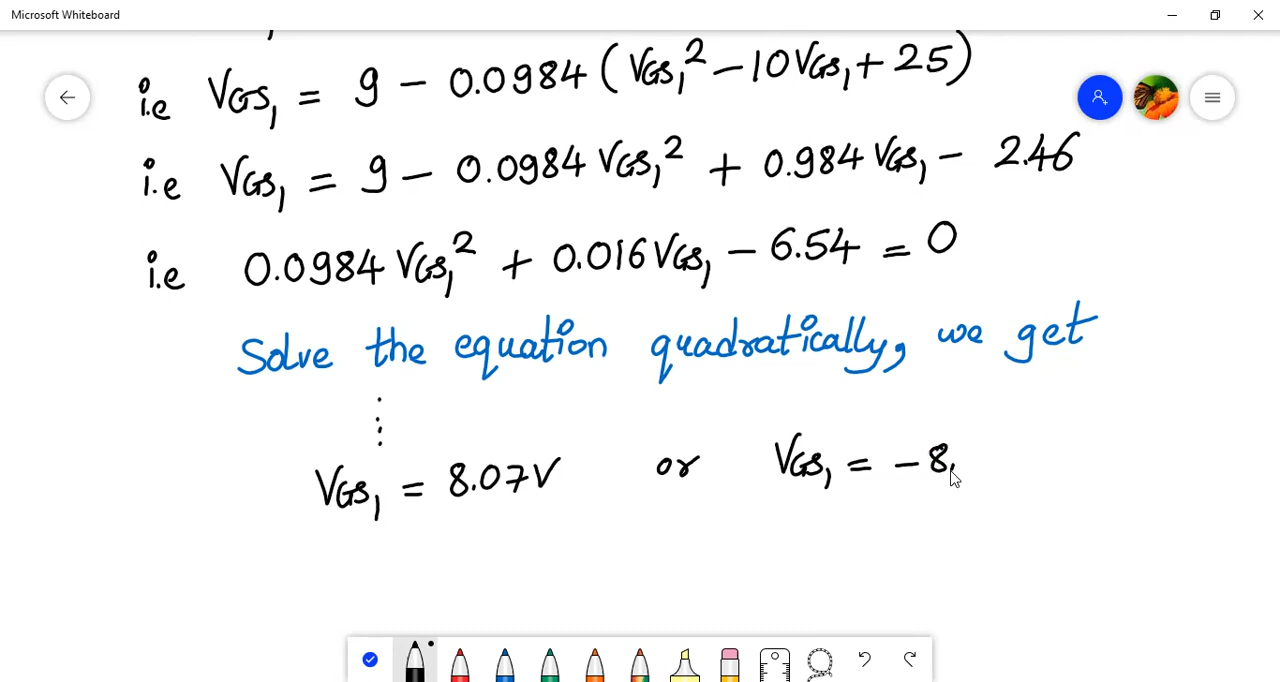 Microsoft Whiteboard
i.e VGS₁ = 9 − 0.0984 (VGS₁² − 10VGS₁ + 25)
i.e VGS₁ = 9 − 0.0984 VGS₁² + 0.984 VGS₁ − 2.46
i.e 0.0984 VGS₁² + 0.016 VGS₁ − 6.54 = 0
Solve the equation quadratically, we get
⋮
VGS₁ = 8.07V or VGS₁ = − 8.